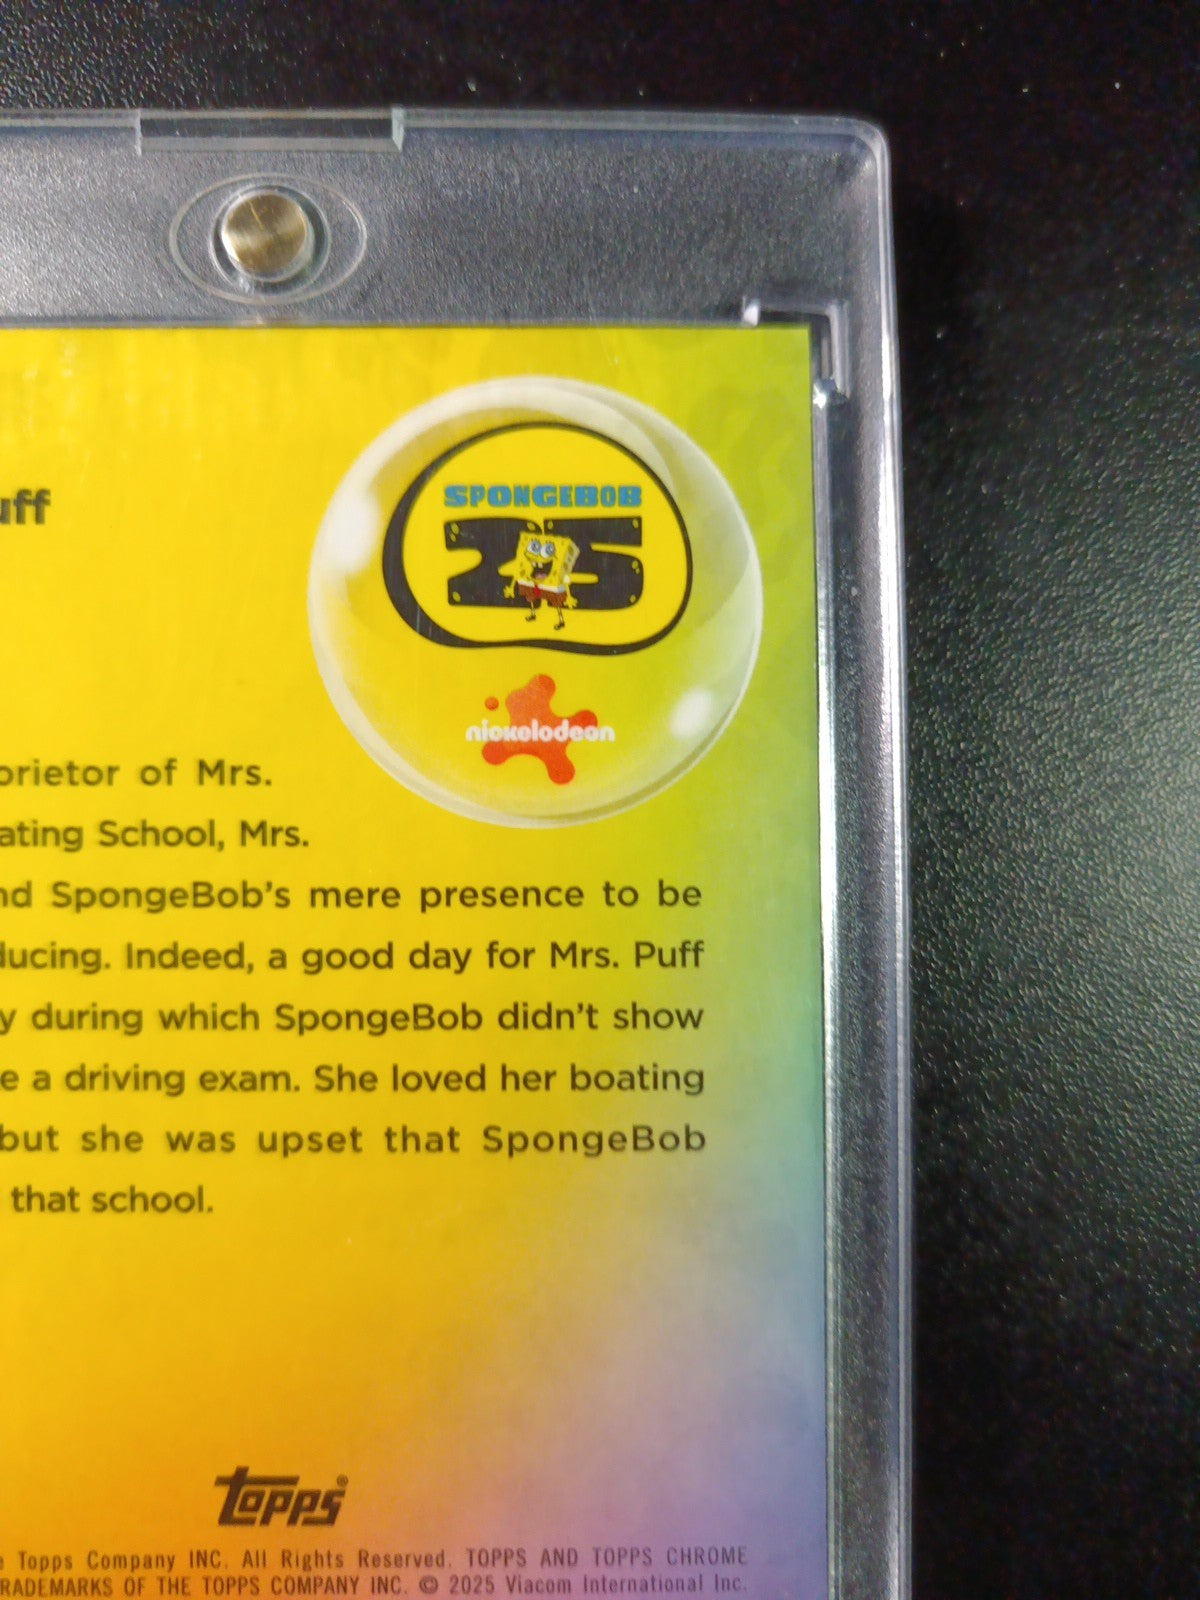 uff
SPONGEBOB
25
nickelodeon
orietor of Mrs.
ating School, Mrs.
nd SpongeBob's mere presence to be
ducing. Indeed, a good day for Mrs. Puff
y during which SpongeBob didn't show
e a driving exam. She loved her boating
but she was upset that SpongeBob
that school.
topps®
e Topps Company INC. All Rights Reserved. TOPPS AND TOPPS CHROME
RADEMARKS OF THE TOPPS COMPANY INC. © 2025 Viacom International Inc.